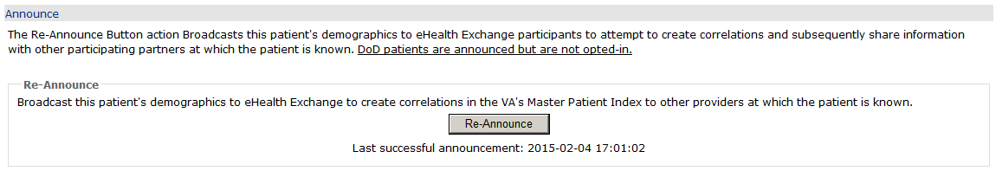 Announce
The Re-Announce Button action Broadcasts this patient's demographics to eHealth Exchange participants to attempt to create correlations and subsequently share information
with other participating partners at which the patient is known. DoD patients are announced but are not opted-in.
Re-Announce
Broadcast this patient's demographics to eHealth Exchange to create correlations in the VA's Master Patient Index to other providers at which the patient is known.
Re-Announce
Last successful announcement: 2015-02-04 17:01:02